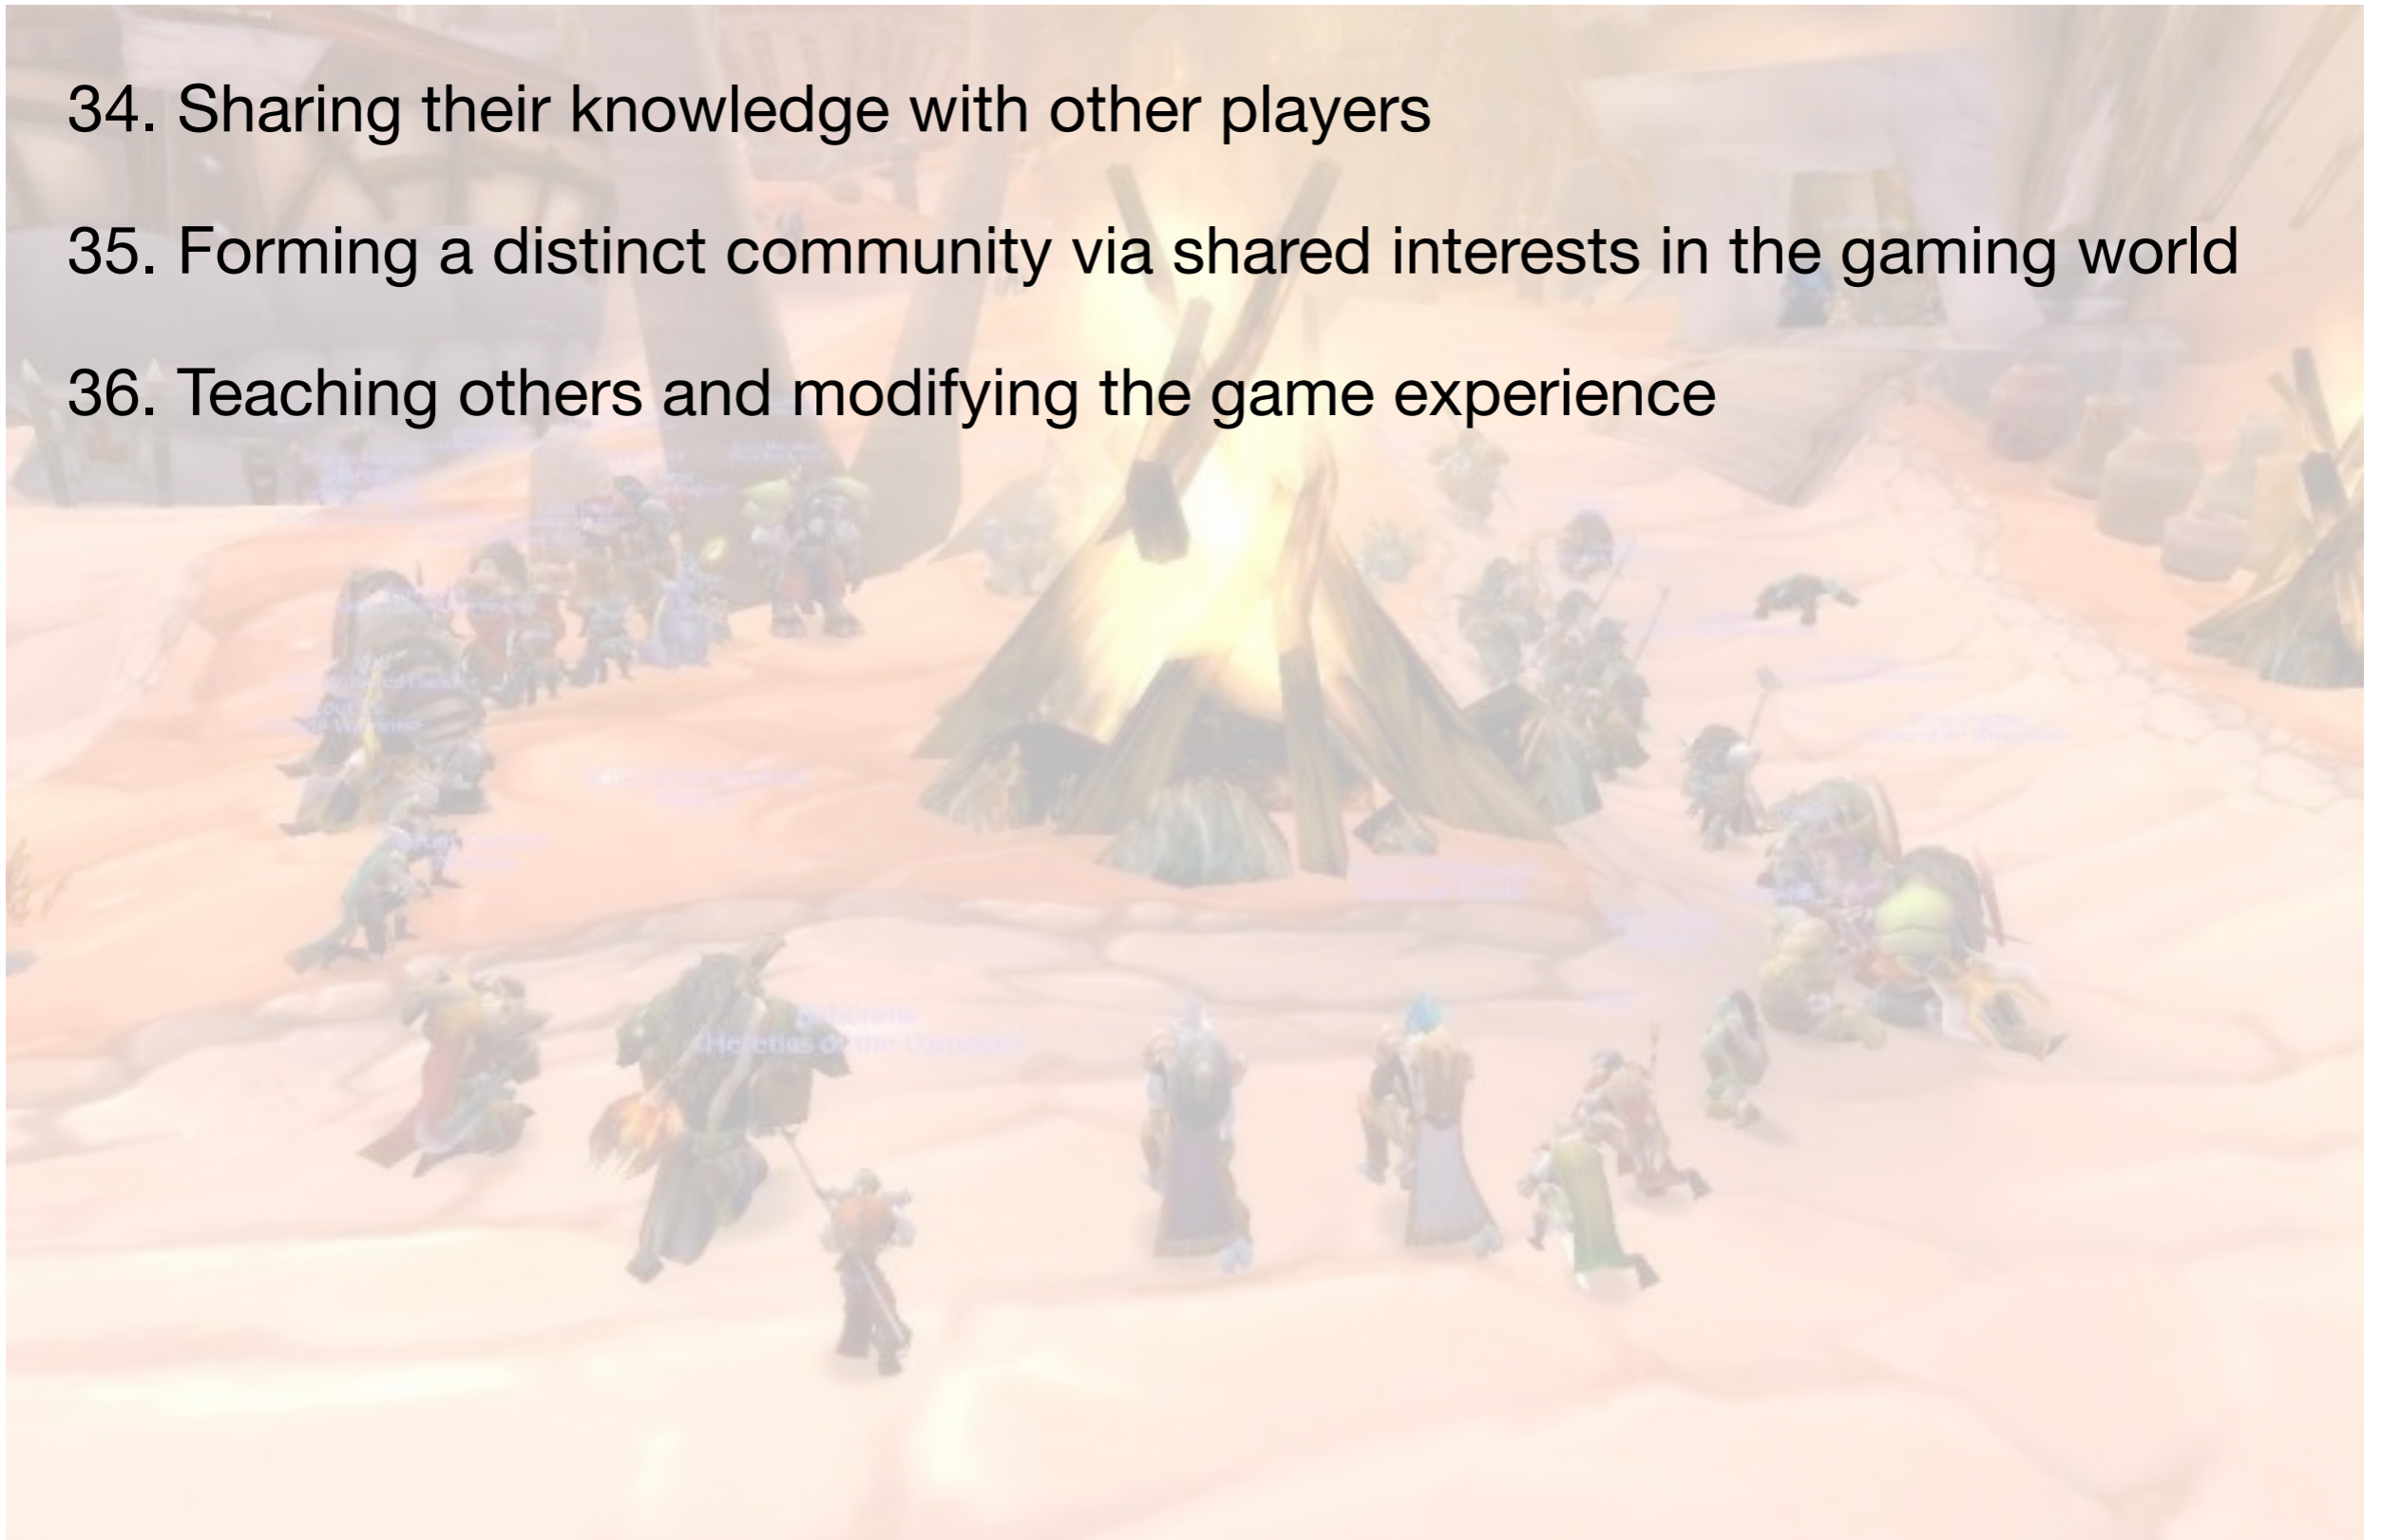 34. Sharing their knowledge with other players
35. Forming a distinct community via shared interests in the gaming world
36. Teaching others and modifying the game experience